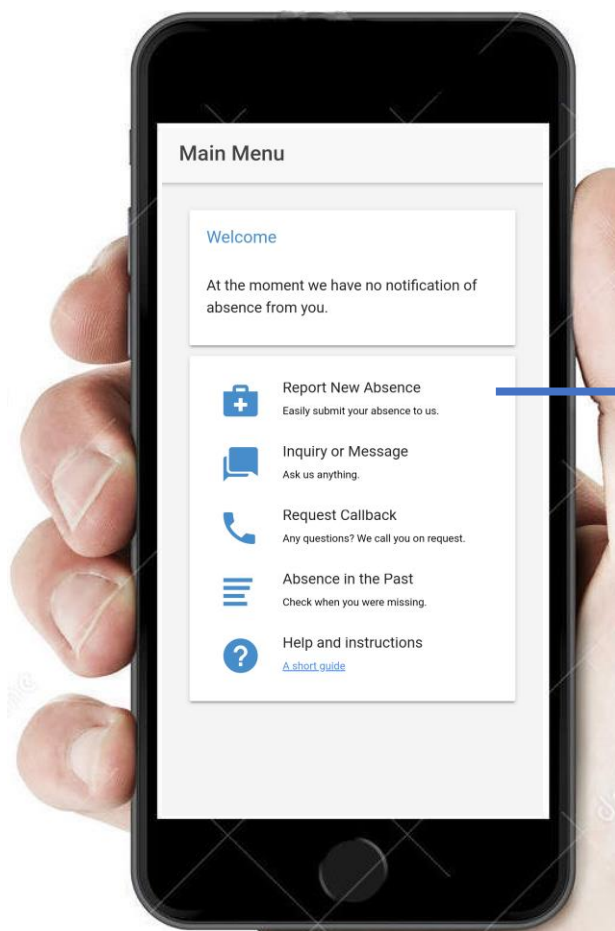 Main Menu
Welcome
At the moment we have no notification of
absence from you.
Report New Absence
Easily submit your absence to us.
Inquiry or Message
Ask us anything.
Request Callback
Any questions? We call you on request.
Absence in the Past
Check when you were missing.
Help and instructions
A short guide